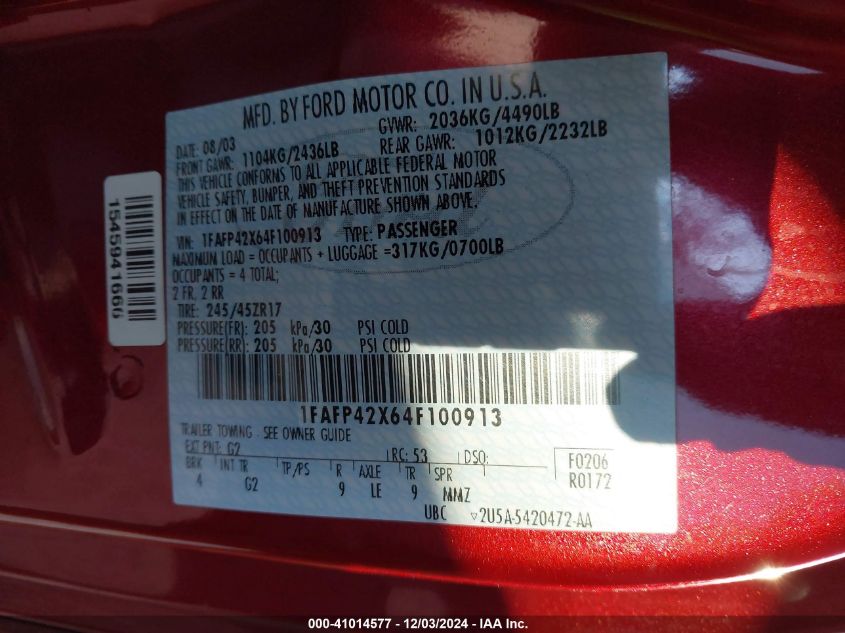 MFD. BY FORD MOTOR CO. IN U.S.A.
DATE: 08/03 GVWR: 2036KG/4490LB
FRONT GAWR: 1104KG/2436LB REAR GAWR: 1012KG/2232LB
THIS VEHICLE CONFORMS TO ALL APPLICABLE FEDERAL MOTOR
VEHICLE SAFETY, BUMPER, AND THEFT PREVENTION STANDARDS
IN EFFECT ON THE DATE OF MANUFACTURE SHOWN ABOVE.
VIN: 1FAFP42X64F100913 TYPE: PASSENGER
MAXIMUM LOAD = OCCUPANTS + LUGGAGE =317KG/0700LB
OCCUPANTS = 4 TOTAL;
2 FR, 2 RR
TIRE: 245/45ZR17
PRESSURE(FR): 205 kPa/30 PSI COLD
PRESSURE(RR): 205 kPa/30 PSI COLD
1FAFP42X64F100913
TRAILER TOWING - SEE OWNER GUIDE
EXT PNT: G2 RC: 53 DSO: F0206
BRK INT TR TP/PS R AXLE TR SPR R0172
4 G2 9 LE 9 MMZ
UBC ▽2U5A-5420472-AA
1545941666
000-41014577 - 12/03/2024 - IAA Inc.